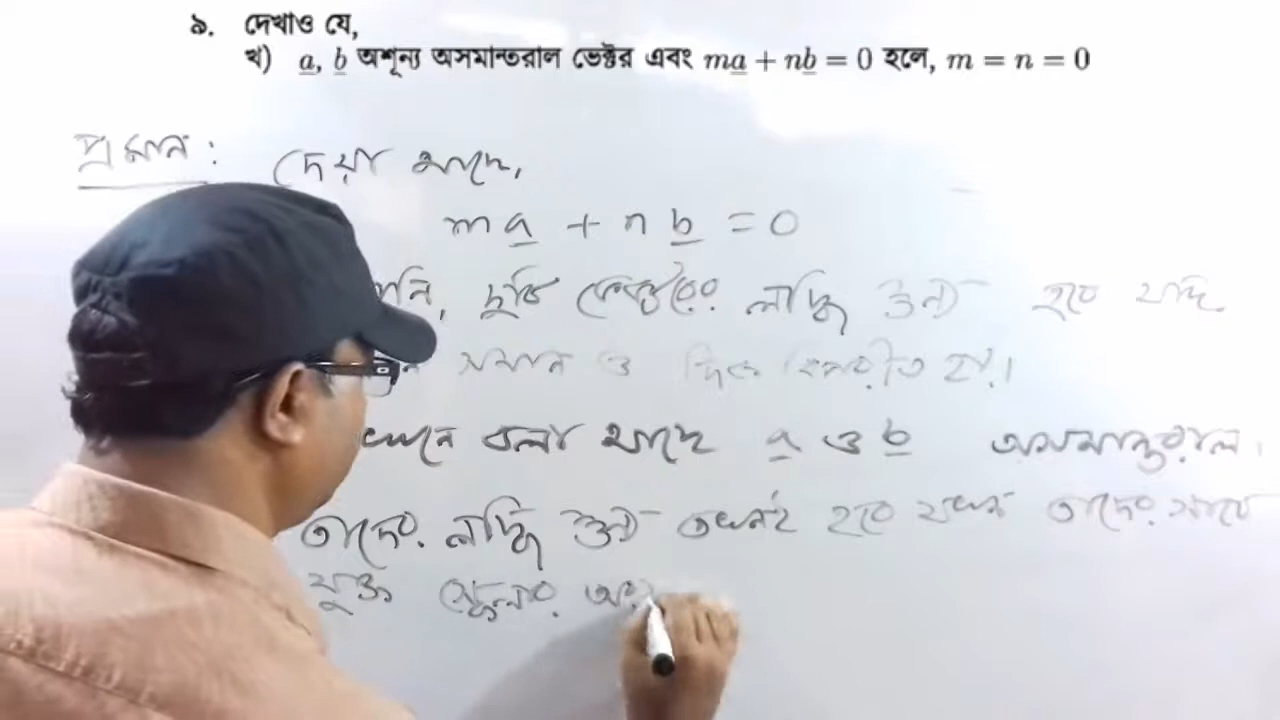 ৯. দেখাও যে,
খ) a, b অশূন্য অসমান্তরাল ভেক্টর এবং ma + nb = 0 হলে, m = n = 0
প্রমান: দেয়া আছে,
ma + nb = 0
দুটি ভেক্টরের লব্ধি শুন্য হবে যদি
সমান ও দিক বিপরীত হয়।
বলা আছে a ও b অসমান্তরাল।
তাদের লব্ধি শুন্য তখনই হবে যখন তাদের সাথে
যুক্ত স্কেলার